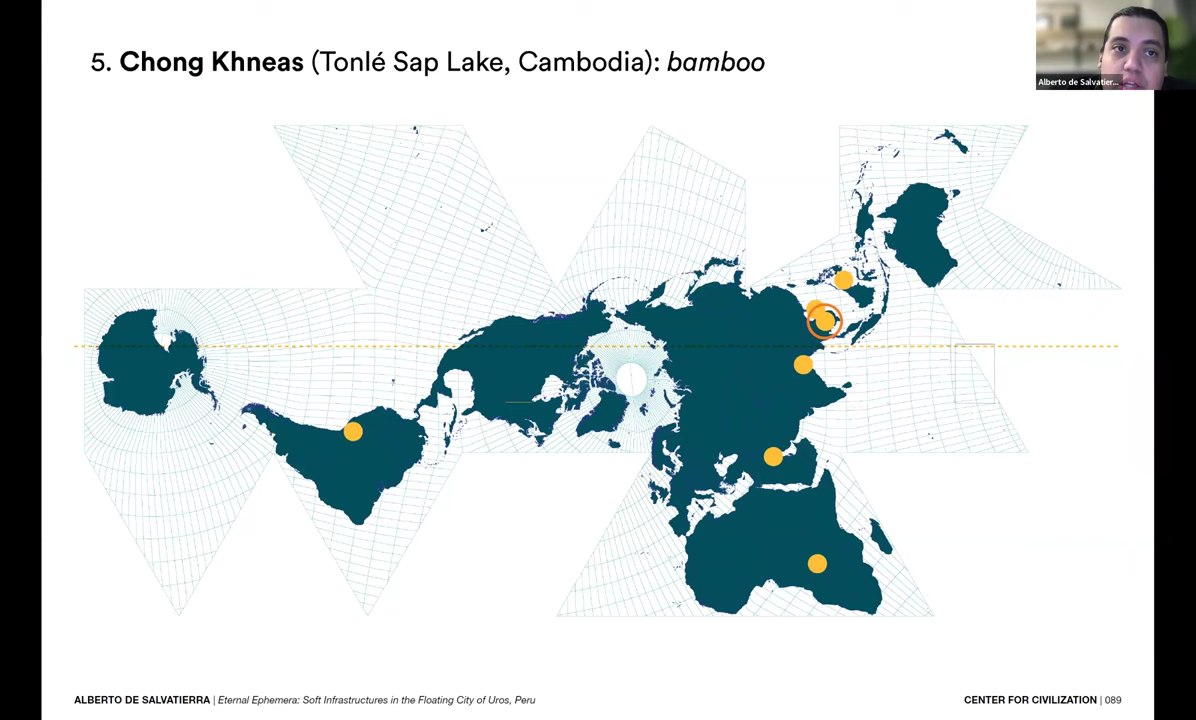 5. Chong Khneas (Tonlé Sap Lake, Cambodia): bamboo
Alberto de Salvatier...
ALBERTO DE SALVATIERRA | Eternal Ephemera: Soft Infrastructures in the Floating City of Uros, Peru
CENTER FOR CIVILIZATION | 089